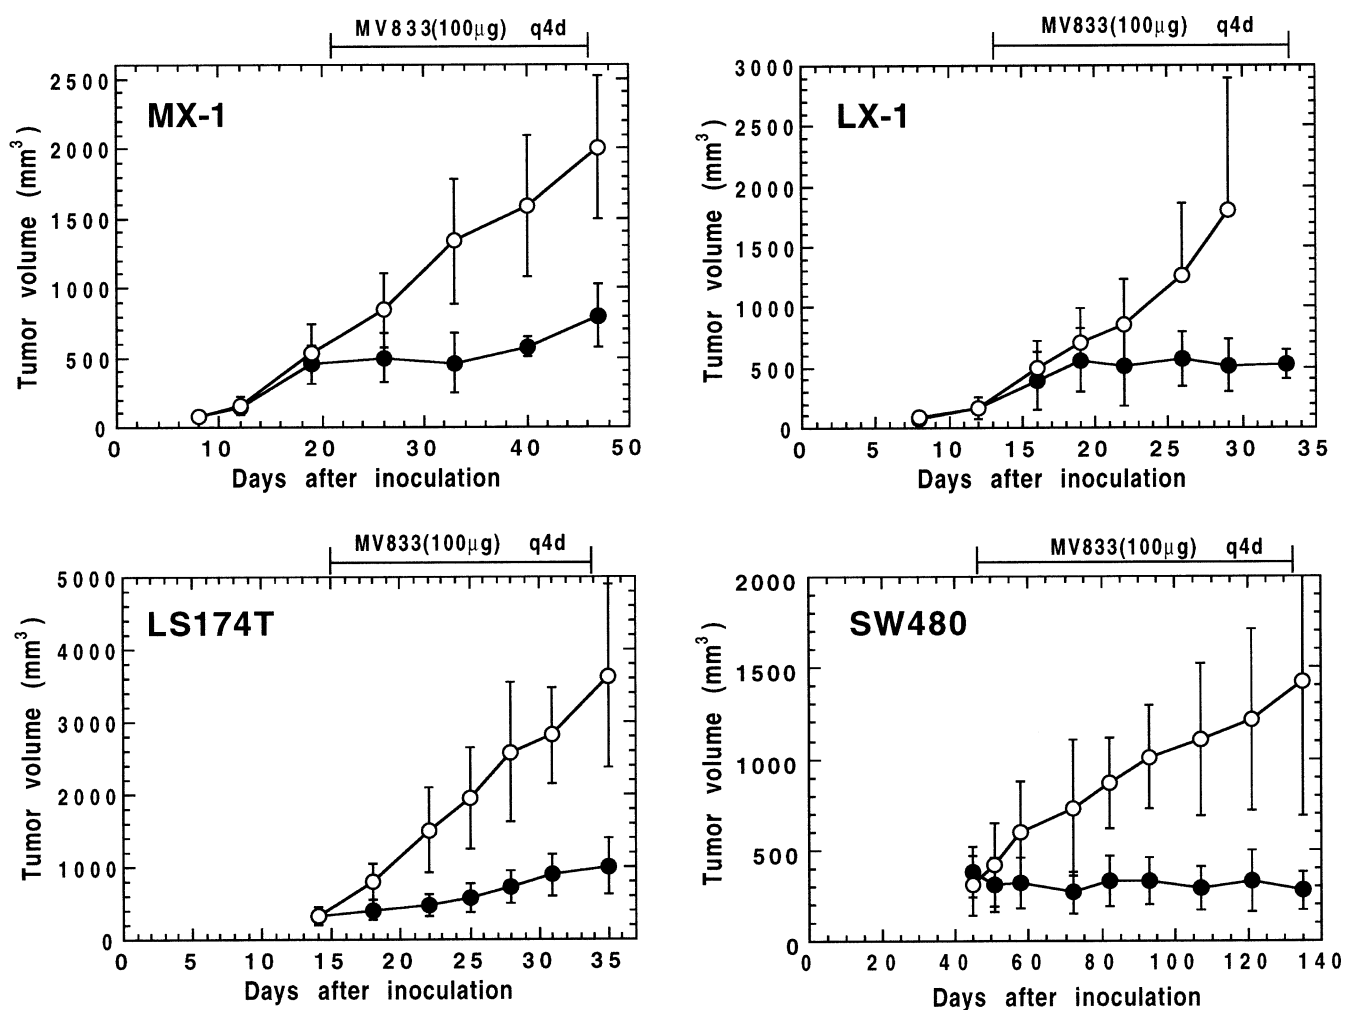 MV833(100μg) q4d
MX-1
2500
2000
1500
1000
500
0
Tumor volume (mm³)
0 10 20 30 40 50
Days after inoculation
MV833(100μg) q4d
LX-1
3000
2500
2000
1500
1000
500
0
Tumor volume (mm³)
0 5 10 15 20 25 30 35
Days after inoculation
MV833(100μg) q4d
LS174T
5000
4000
3000
2000
1000
0
Tumor volume (mm³)
0 5 10 15 20 25 30 35
Days after inoculation
MV833(100μg) q4d
SW480
2000
1500
1000
500
0
Tumor volume (mm³)
0 20 40 60 80 100 120 140
Days after inoculation